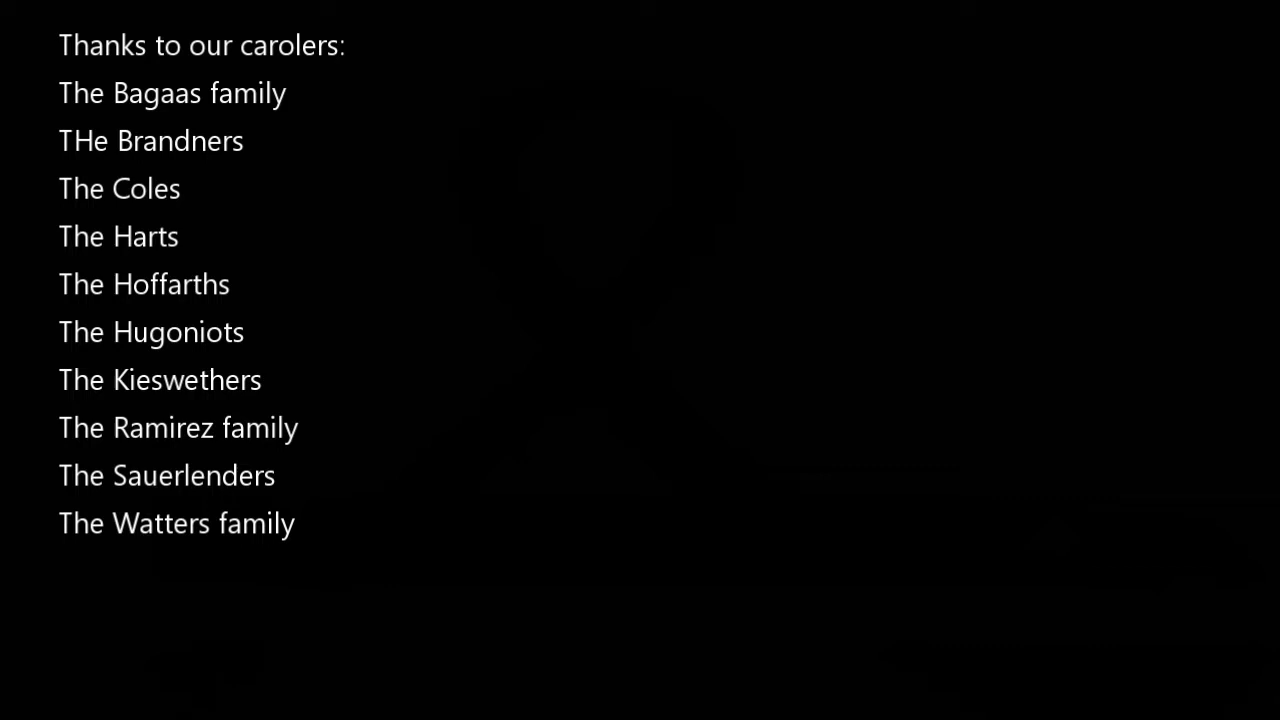 Thanks to our carolers:
The Bagaas family
THe Brandners
The Coles
The Harts
The Hoffarths
The Hugoniots
The Kieswethers
The Ramirez family
The Sauerlenders
The Watters family